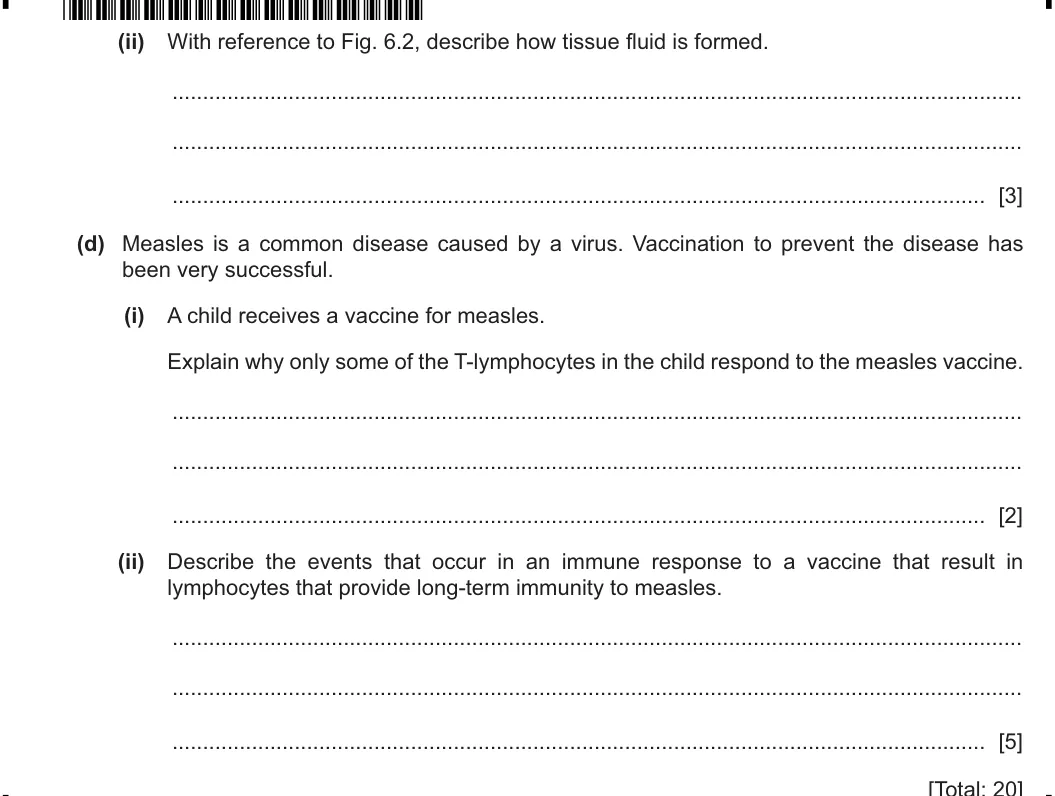 (ii) With reference to Fig. 6.2, describe how tissue fluid is formed.
..........................................................................................................................................
..........................................................................................................................................
.................................................................................................................................... [3]
(d) Measles is a common disease caused by a virus. Vaccination to prevent the disease has
been very successful.
(i) A child receives a vaccine for measles.
Explain why only some of the T-lymphocytes in the child respond to the measles vaccine.
..........................................................................................................................................
..........................................................................................................................................
.................................................................................................................................... [2]
(ii) Describe the events that occur in an immune response to a vaccine that result in
lymphocytes that provide long-term immunity to measles.
..........................................................................................................................................
..........................................................................................................................................
.................................................................................................................................... [5]
[Total: 20]